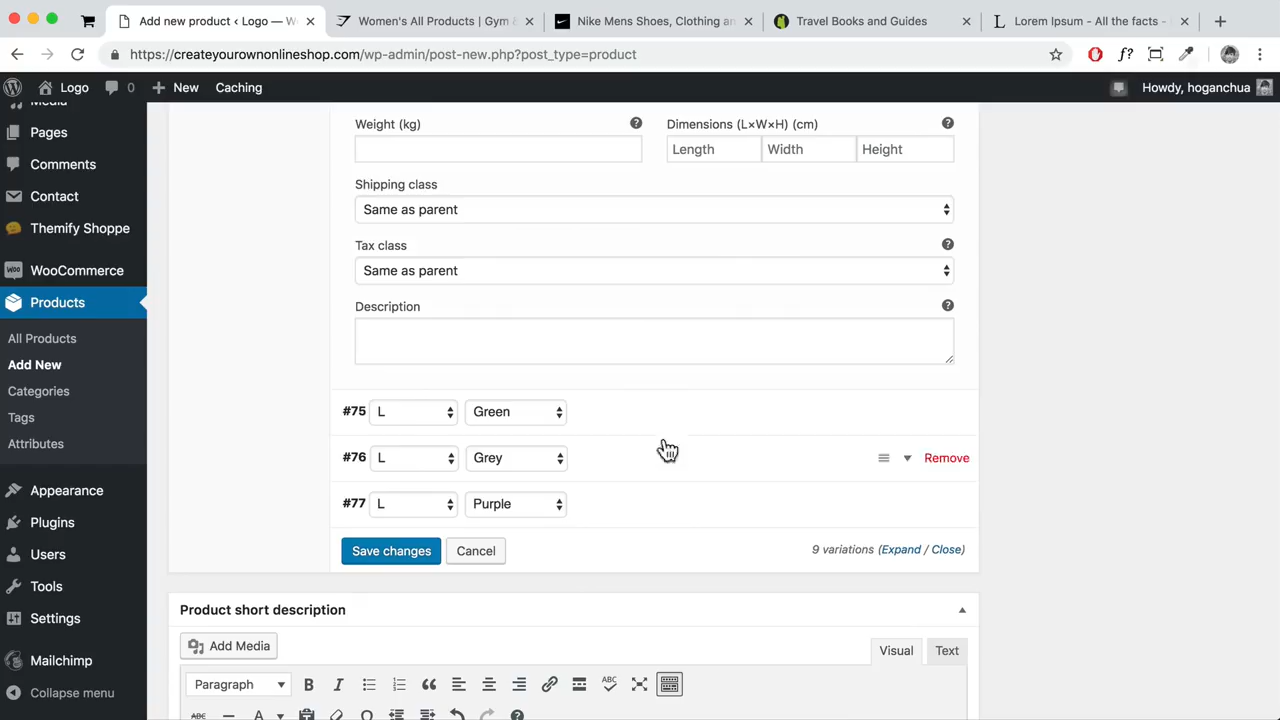 Add new product ‹ Logo — W
Women's All Products | Gym &
Nike Mens Shoes, Clothing an
Travel Books and Guides
Lorem Ipsum - All the facts -
https://createyourownonlineshop.com/wp-admin/post-new.php?post_type=product
f?
Logo
0
New
Caching
Howdy, hoganchua
Media
Pages
Comments
Contact
Themify Shoppe
WooCommerce
Products
All Products
Add New
Categories
Tags
Attributes
Appearance
Plugins
Users
Tools
Settings
Mailchimp
Collapse menu
Weight (kg)
Dimensions (L×W×H) (cm)
Length
Width
Height
Shipping class
Same as parent
Tax class
Same as parent
Description
#75 L Green
#76 L Grey Remove
#77 L Purple
Save changes
Cancel
9 variations (Expand / Close)
Product short description
Add Media
Visual
Text
Paragraph
B I
ABC
ABC
A